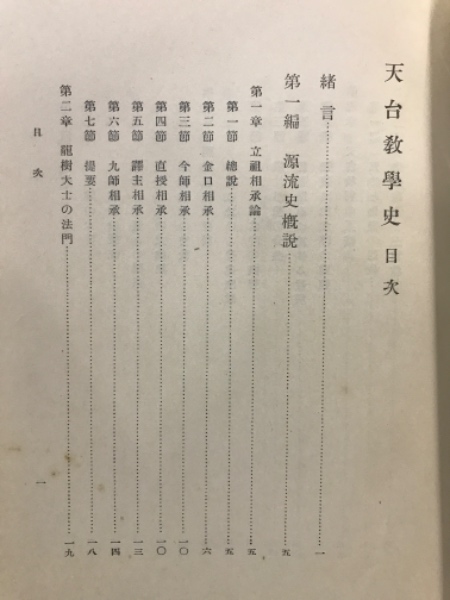 天台敎學史 目次
緖言………一
第一編 源流史槪說………五
第一章 立祖相承論………五
第一節 總說………五
第二節 金口相承………六
第三節 今師相承………一〇
第四節 直授相承………一〇
第五節 譯主相承………一三
第六節 九師相承………一四
第七節 提要………一八
第二章 龍樹大士の法門………一九
目次
一